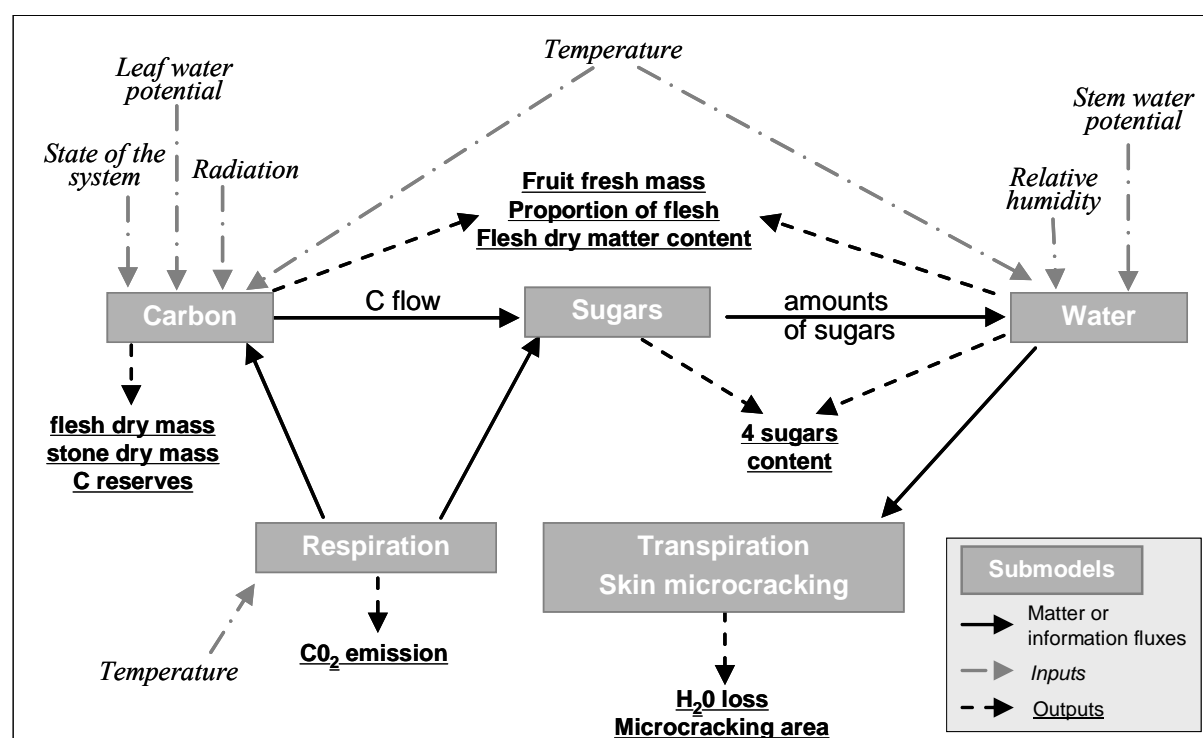 Temperature
Leaf water
potential
Stem water
potential
State of the
system
Radiation
Relative
humidity
Fruit fresh mass
Proportion of flesh
Flesh dry matter content
Carbon
C flow
Sugars
amounts
of sugars
Water
flesh dry mass
stone dry mass
C reserves
4 sugars
content
Respiration
Transpiration
Skin microcracking
Temperature
C0₂ emission
H₂0 loss
Microcracking area
Submodels
Matter or
information fluxes
Inputs
Outputs